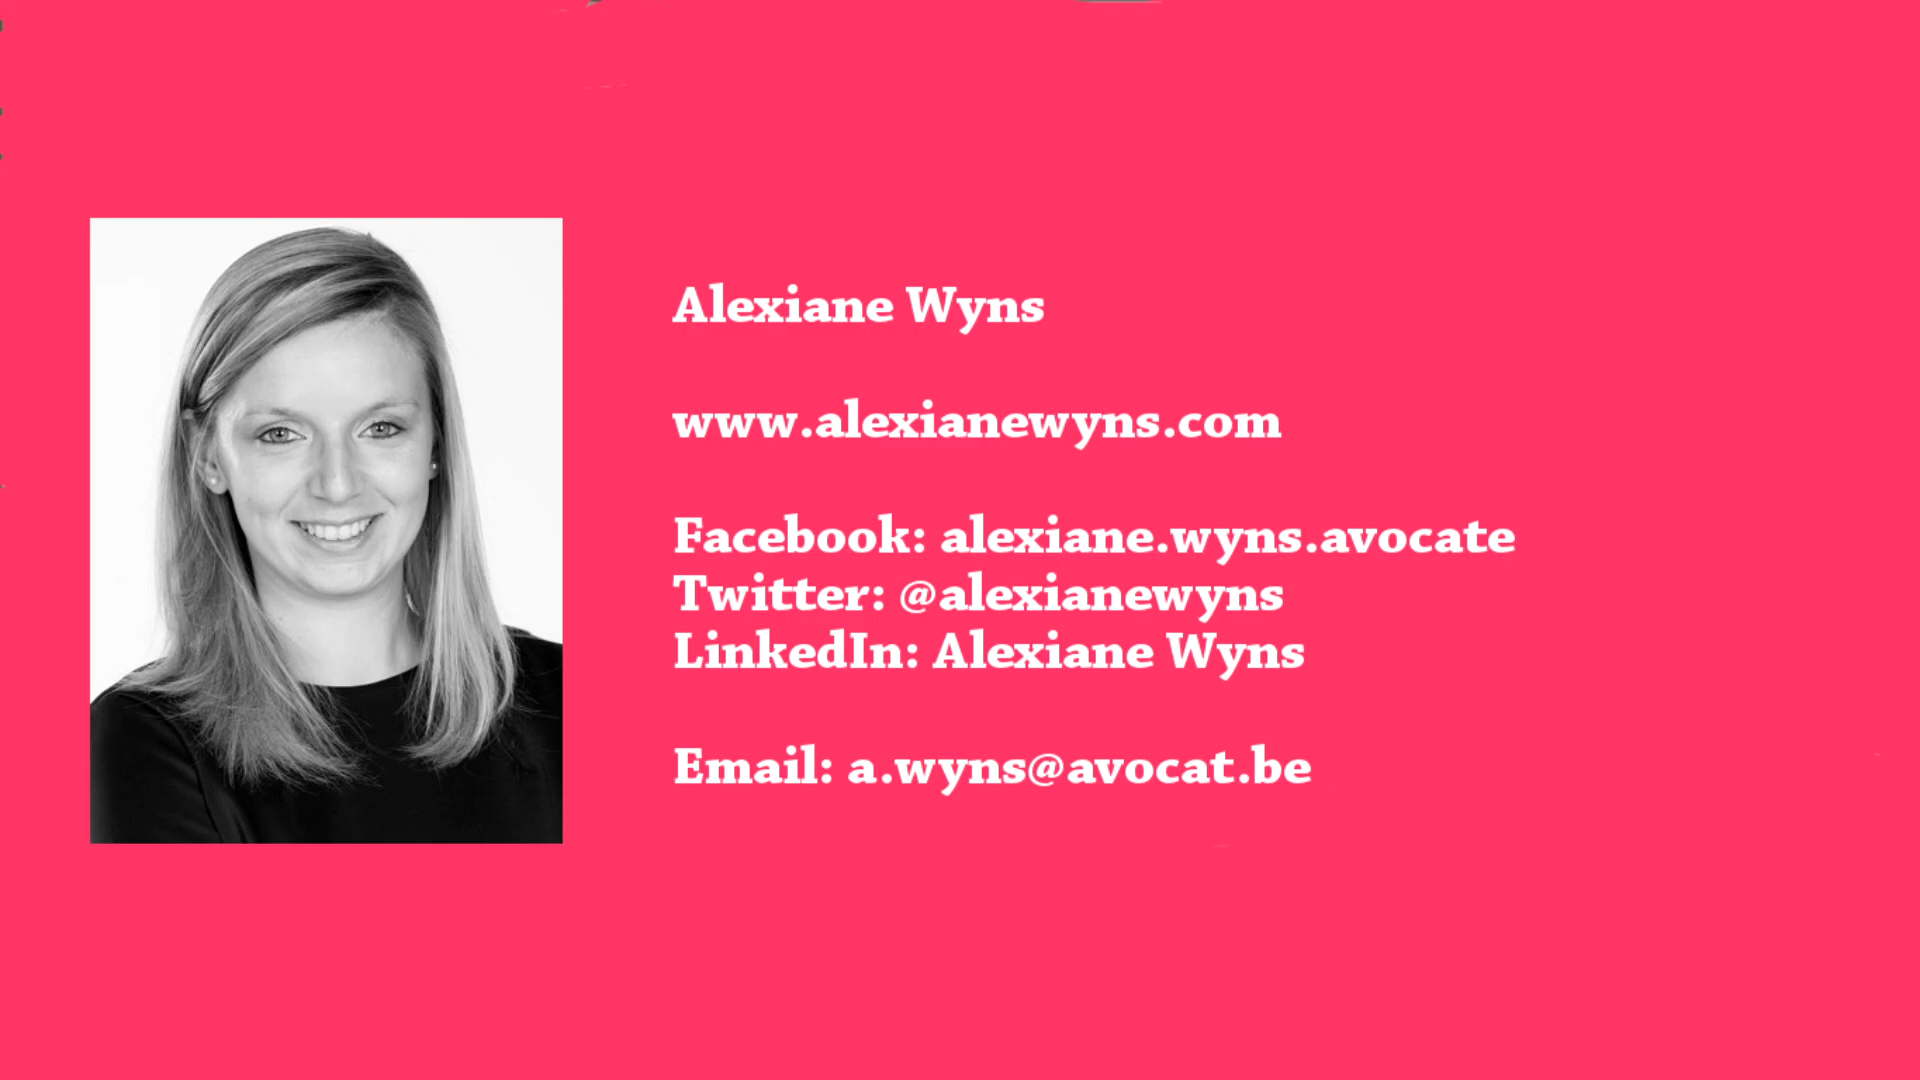 Alexiane Wyns
www.alexianewyns.com
Facebook: alexiane.wyns.avocate
Twitter: @alexianewyns
LinkedIn: Alexiane Wyns
Email: a.wyns@avocat.be